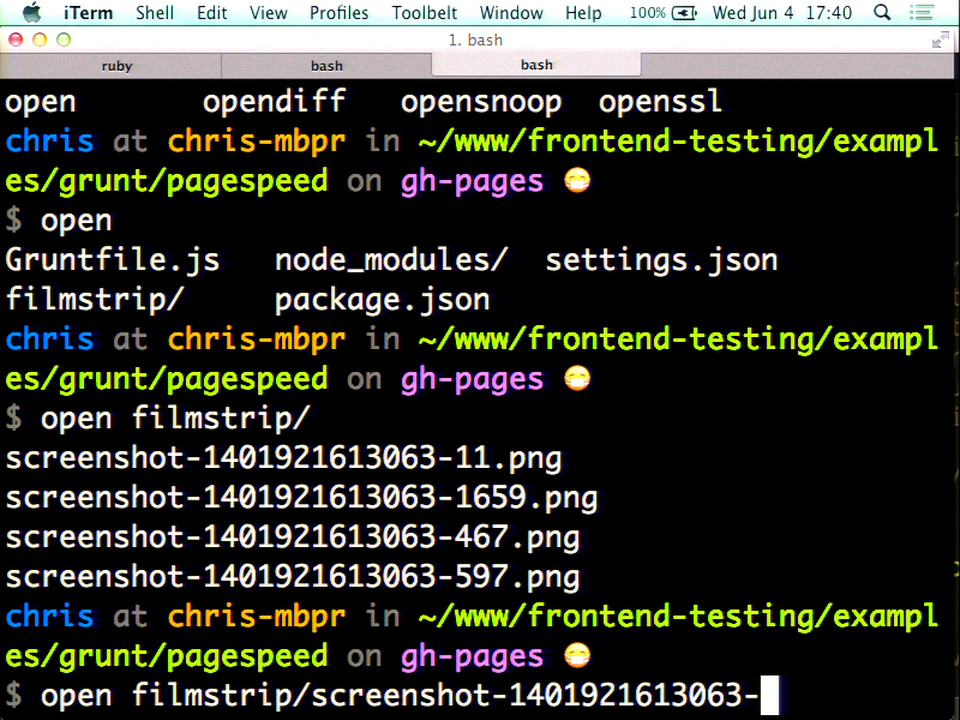 iTerm Shell Edit View Profiles Toolbelt Window Help 100% Wed Jun 4 17:40
1. bash
ruby bash bash
open opendiff opensnoop openssl
chris at chris-mbpr in ~/www/frontend-testing/exampl
es/grunt/pagespeed on gh-pages 😷
$ open
Gruntfile.js node_modules/ settings.json
filmstrip/ package.json
chris at chris-mbpr in ~/www/frontend-testing/exampl
es/grunt/pagespeed on gh-pages 😷
$ open filmstrip/
screenshot-1401921613063-11.png
screenshot-1401921613063-1659.png
screenshot-1401921613063-467.png
screenshot-1401921613063-597.png
chris at chris-mbpr in ~/www/frontend-testing/exampl
es/grunt/pagespeed on gh-pages 😷
$ open filmstrip/screenshot-1401921613063-